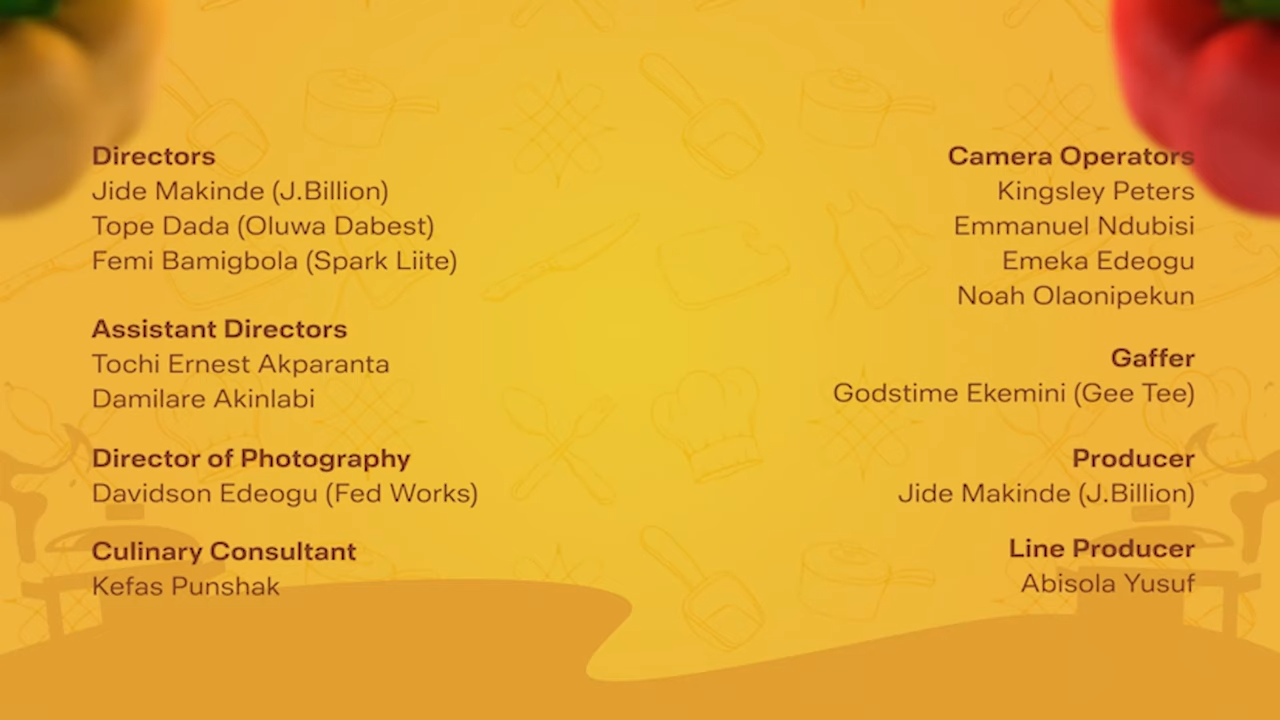 Directors
Jide Makinde (J.Billion)
Tope Dada (Oluwa Dabest)
Femi Bamigbola (Spark Liite)
Assistant Directors
Tochi Ernest Akparanta
Damilare Akinlabi
Director of Photography
Davidson Edeogu (Fed Works)
Culinary Consultant
Kefas Punshak
Camera Operators
Kingsley Peters
Emmanuel Ndubisi
Emeka Edeogu
Noah Olaonipekun
Gaffer
Godstime Ekemini (Gee Tee)
Producer
Jide Makinde (J.Billion)
Line Producer
Abisola Yusuf